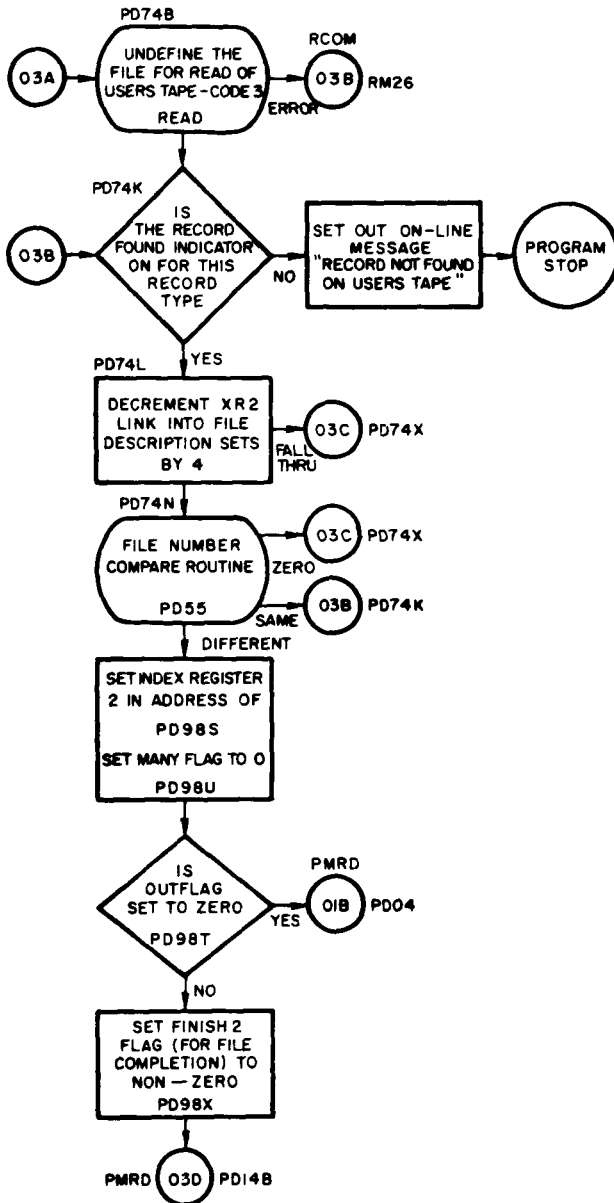 PD74B
RCOM
03A
UNDEFINE THE
FILE FOR READ OF
USERS TAPE-CODE 3
READ
ERROR
03B
RM26
PD74K
03B
IS
THE RECORD
FOUND INDICATOR
ON FOR THIS
RECORD
TYPE
NO
SET OUT ON-LINE
MESSAGE
"RECORD NOT FOUND
ON USERS TAPE"
PROGRAM
STOP
YES
PD74L
DECREMENT XR2
LINK INTO FILE
DESCRIPTION SETS
BY 4
FALL
THRU
03C
PD74X
PD74N
FILE NUMBER
COMPARE ROUTINE
PD55
ZERO
03C
PD74X
SAME
03B
PD74K
DIFFERENT
SET INDEX REGISTER
2 IN ADDRESS OF
PD98S
SET MANY FLAG TO 0
PD98U
IS
OUTFLAG
SET TO ZERO
PD98T
YES
PMRD
01B
PD04
NO
SET FINISH 2
FLAG (FOR FILE
COMPLETION) TO
NON-ZERO
PD98X
PMRD
03D
PD14B